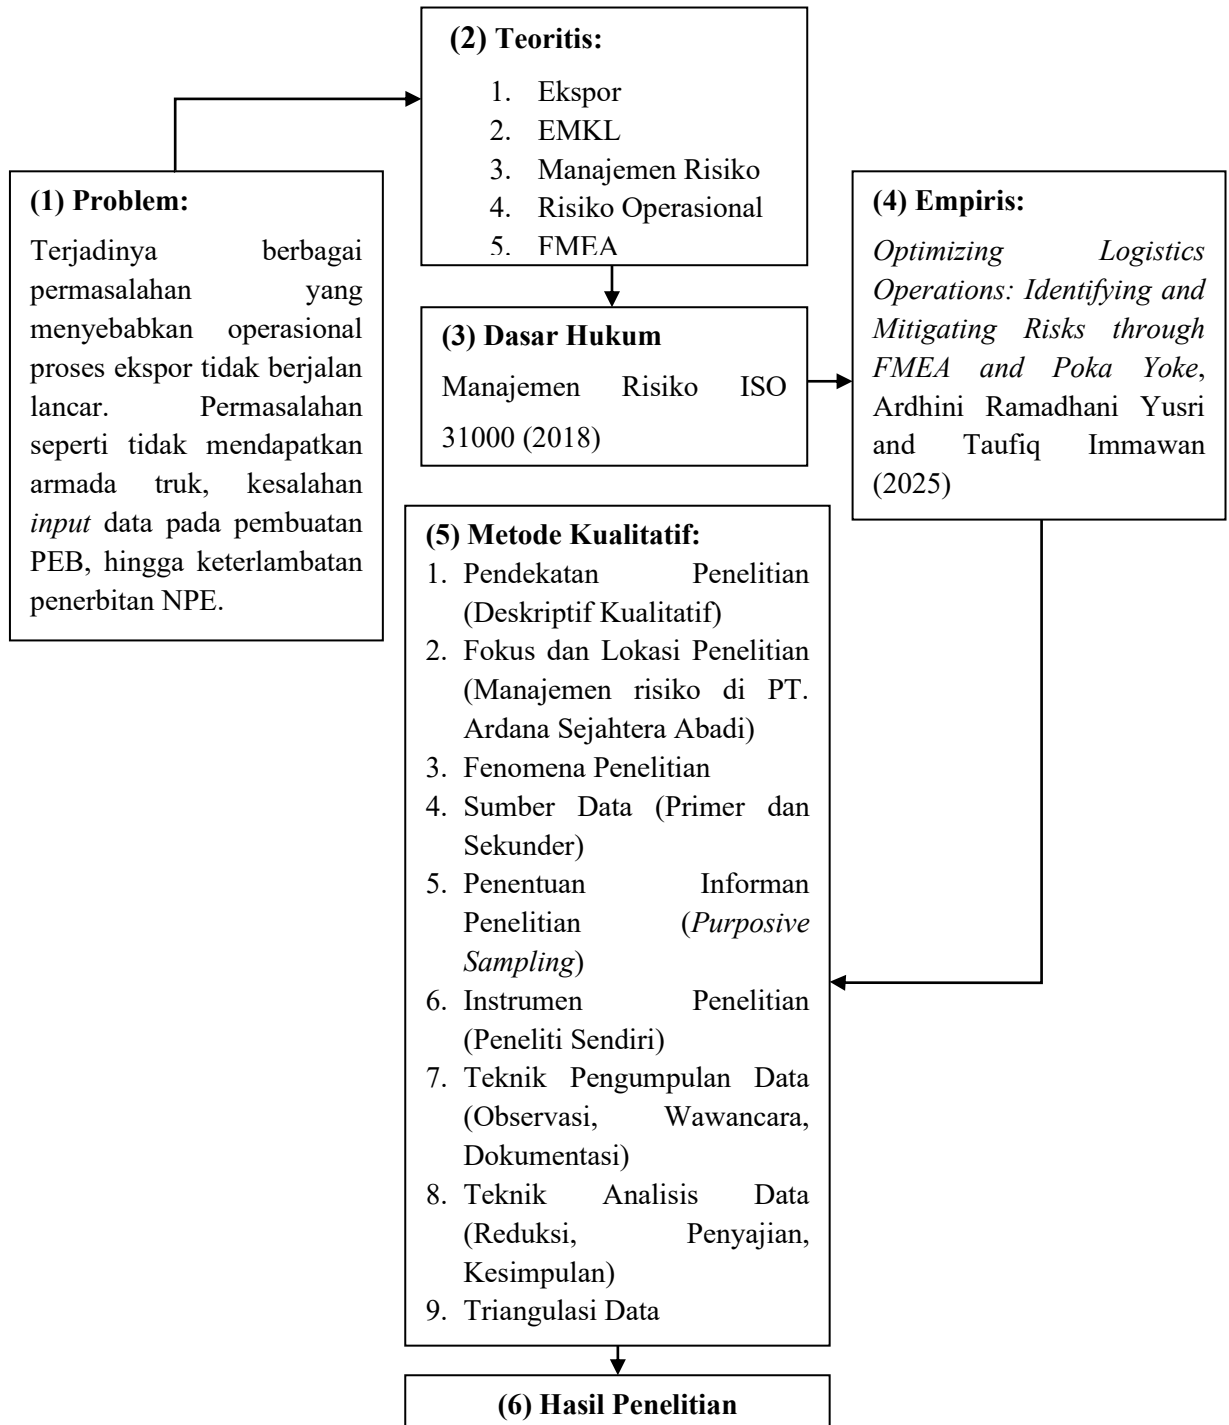 (2) Teoritis:
1. Ekspor
2. EMKL
3. Manajemen Risiko
4. Risiko Operasional
5. FMEA
(1) Problem:
Terjadinya berbagai
permasalahan yang
menyebabkan operasional
proses ekspor tidak berjalan
lancar. Permasalahan
seperti tidak mendapatkan
armada truk, kesalahan
input data pada pembuatan
PEB, hingga keterlambatan
penerbitan NPE.
(3) Dasar Hukum
Manajemen Risiko ISO
31000 (2018)
(4) Empiris:
Optimizing Logistics
Operations: Identifying and
Mitigating Risks through
FMEA and Poka Yoke,
Ardhini Ramadhani Yusri
and Taufiq Immawan
(2025)
(5) Metode Kualitatif:
1. Pendekatan Penelitian
(Deskriptif Kualitatif)
2. Fokus dan Lokasi Penelitian
(Manajemen risiko di PT.
Ardana Sejahtera Abadi)
3. Fenomena Penelitian
4. Sumber Data (Primer dan
Sekunder)
5. Penentuan Informan
Penelitian (Purposive
Sampling)
6. Instrumen Penelitian
(Peneliti Sendiri)
7. Teknik Pengumpulan Data
(Observasi, Wawancara,
Dokumentasi)
8. Teknik Analisis Data
(Reduksi, Penyajian,
Kesimpulan)
9. Triangulasi Data
(6) Hasil Penelitian